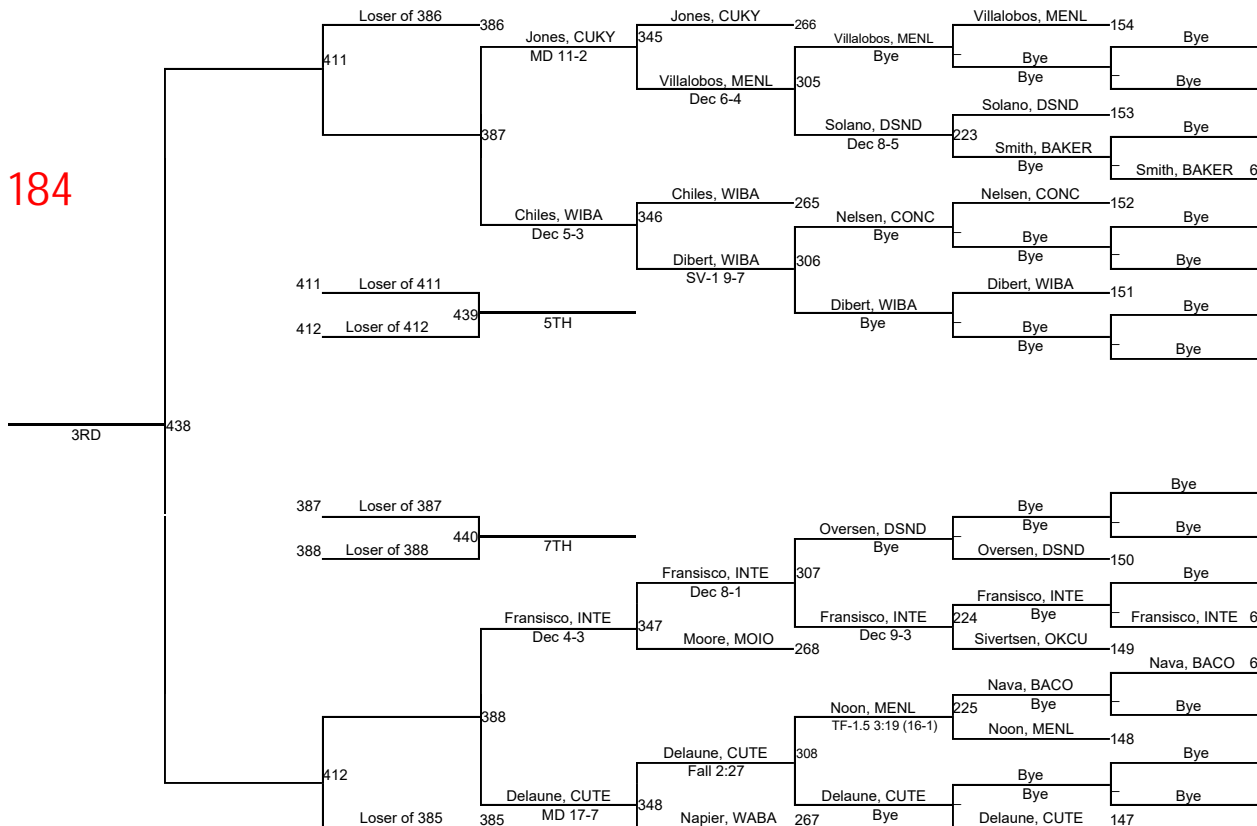 Loser of 386 386 Jones, CUKY 266 Villalobos, MENL 154
Jones, CUKY 345 Villalobos, MENL Bye
MD 11-2 Bye Bye
411 Villalobos, MENL 305 Bye Bye
Dec 6-4
Solano, DSND 153
387 Solano, DSND 223 Bye
Dec 8-5 Smith, BAKER
Bye Smith, BAKER 6
184
Chiles, WIBA 265 Nelsen, CONC 152
Chiles, WIBA 346 Nelsen, CONC Bye
Dec 5-3 Bye Bye
Dibert, WIBA 306 Bye Bye
SV-1 9-7
411 Loser of 411 Dibert, WIBA 151
439 Dibert, WIBA Bye
5TH Bye Bye
412 Loser of 412 Bye Bye
438
3RD
Bye
387 Loser of 387 Bye
440 Oversen, DSND Bye Bye
7TH Bye
388 Loser of 388 Oversen, DSND 150
Fransisco, INTE 307 Bye
Dec 8-1 Fransisco, INTE
Fransisco, INTE 347 Fransisco, INTE 224 Bye Fransisco, INTE 6
Dec 4-3 Dec 9-3
Moore, MOIO 268 Sivertsen, OKCU 149
Nava, BACO 6
Nava, BACO
388 Noon, MENL 225 Bye Bye
TF-1.5 3:19 (16-1) Noon, MENL 148
Delaune, CUTE 308 Bye
Fall 2:27
412 Bye
Delaune, CUTE 348 Delaune, CUTE Bye Bye
MD 17-7 Bye
Loser of 385 385 Napier, WABA 267 Delaune, CUTE 147